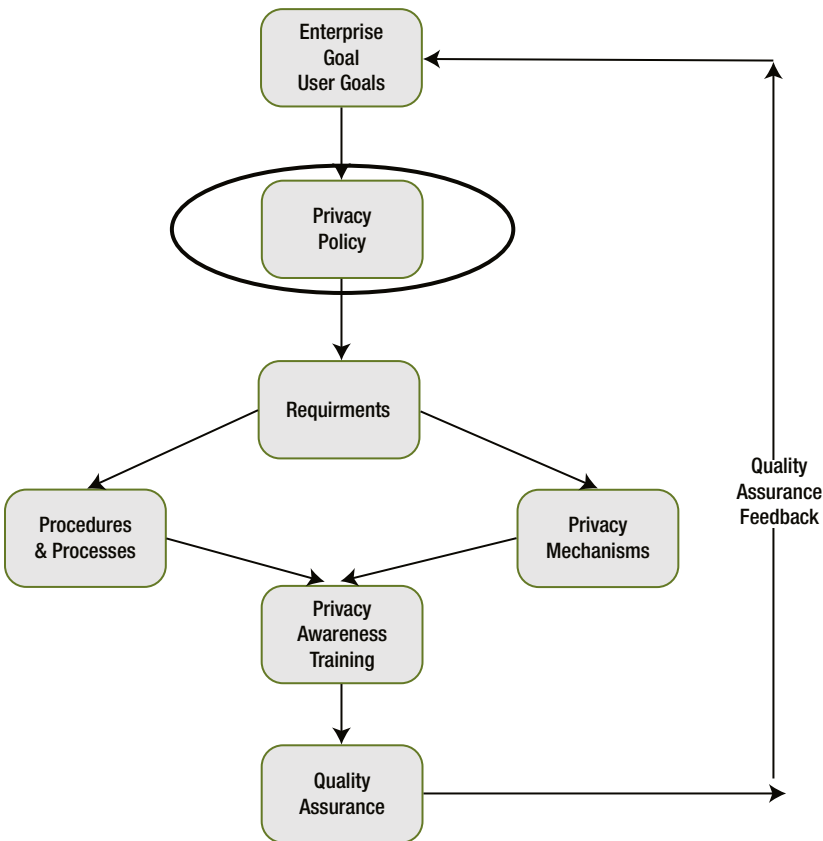 Enterprise
Goal
User Goals
Privacy
Policy
Requirments
Procedures
& Processes
Privacy
Mechanisms
Quality
Assurance
Feedback
Privacy
Awareness
Training
Quality
Assurance